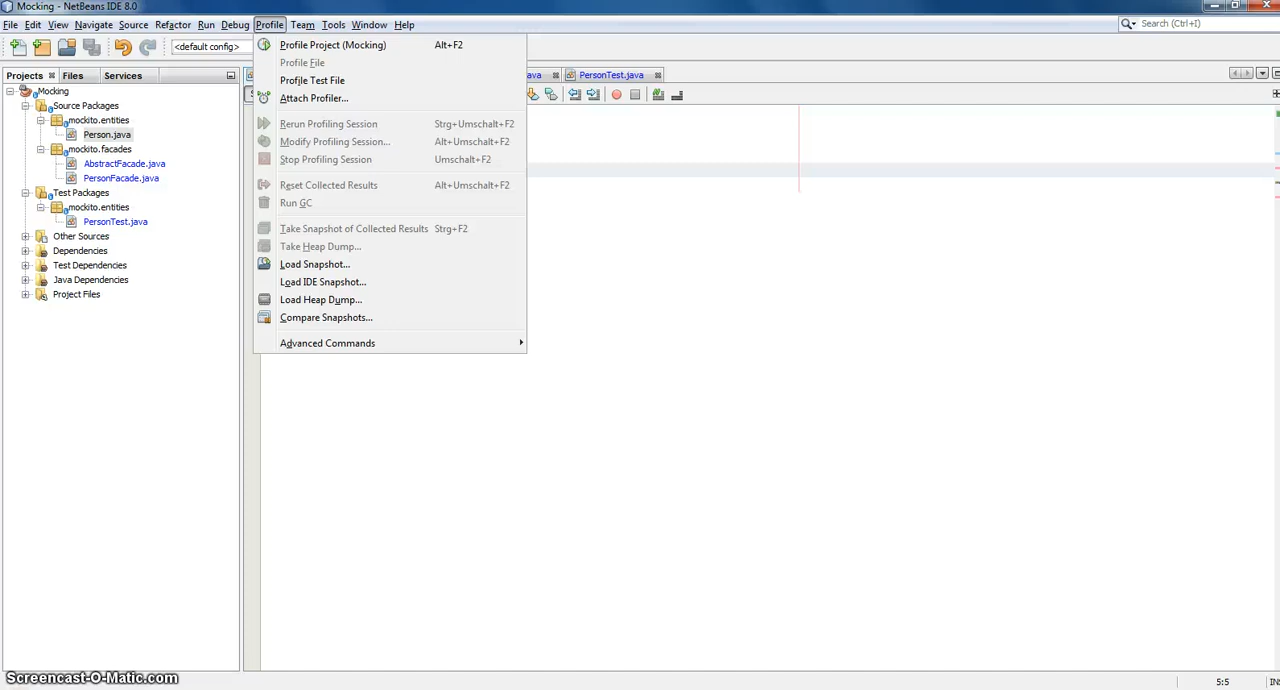 Mocking - NetBeans IDE 8.0
File Edit View Navigate Source Refactor Run Debug Profile Team Tools Window Help
Search (Ctrl+I)
<default config>
Projects Files Services
ava PersonTest.java
Mocking
Source Packages
mockito.entities
Person.java
mockito.facades
AbstractFacade.java
PersonFacade.java
Test Packages
mockito.entities
PersonTest.java
Other Sources
Dependencies
Test Dependencies
Java Dependencies
Project Files
Profile Project (Mocking) Alt+F2
Profile File
Profile Test File
Attach Profiler...
Rerun Profiling Session Strg+Umschalt+F2
Modify Profiling Session... Alt+Umschalt+F2
Stop Profiling Session Umschalt+F2
Reset Collected Results Alt+Umschalt+F2
Run GC
Take Snapshot of Collected Results Strg+F2
Take Heap Dump...
Load Snapshot...
Load IDE Snapshot...
Load Heap Dump...
Compare Snapshots...
Advanced Commands
Screencast-O-Matic.com
5:5 INS